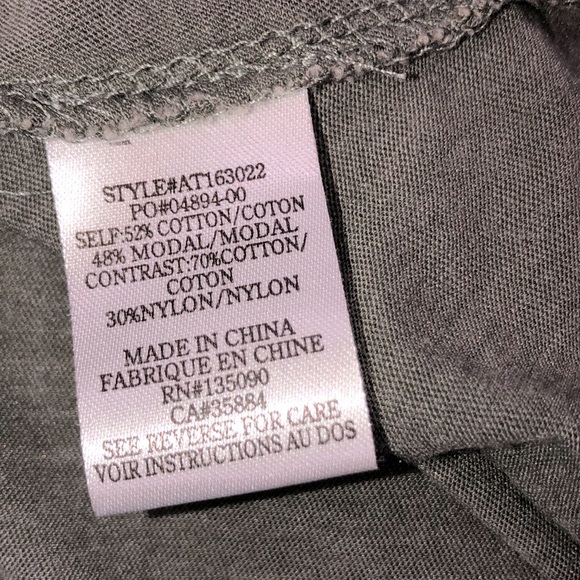 STYLE#AT163022
PO#04894-00
SELF:52% COTTON/COTON
48% MODAL/MODAL
CONTRAST:70%COTTON/
COTON
30%NYLON/NYLON
MADE IN CHINA
FABRIQUE EN CHINE
RN#135090
CA#35884
SEE REVERSE FOR CARE
VOIR INSTRUCTIONS AU DOS